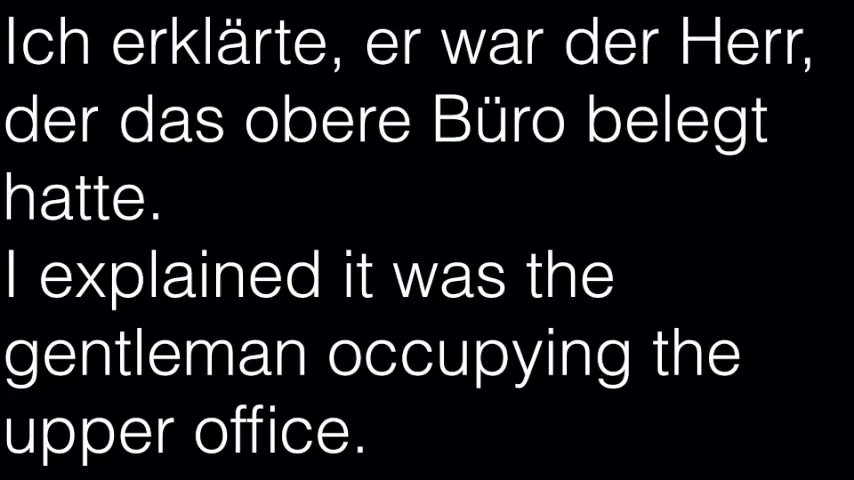 Ich erklärte, er war der Herr,
der das obere Büro belegt
hatte.
I explained it was the
gentleman occupying the
upper office.